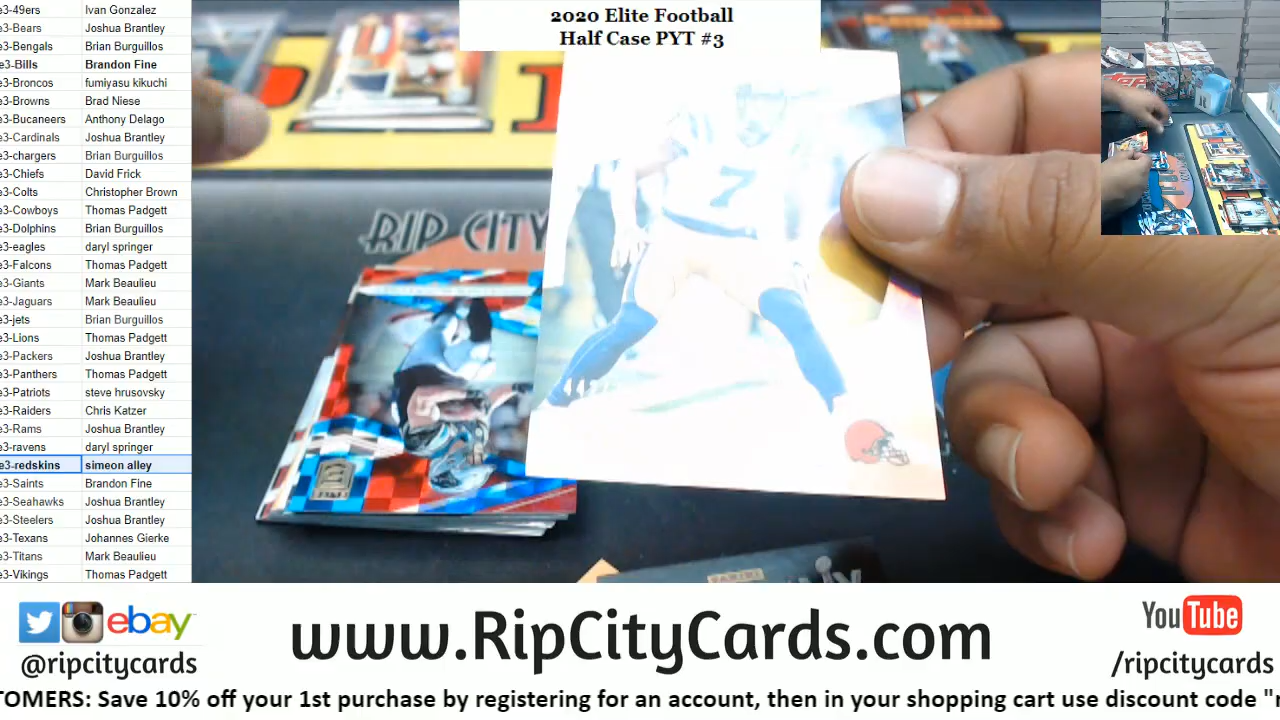 2020 Elite Football
Half Case PYT #3
e3-49ers Ivan Gonzalez
e3-Bears Joshua Brantley
e3-Bengals Brian Burguillos
e3-Bills Brandon Fine
e3-Broncos fumiyasu kikuchi
e3-Browns Brad Niese
e3-Bucaneers Anthony Delago
e3-Cardinals Joshua Brantley
e3-chargers Brian Burguillos
e3-Chiefs David Frick
e3-Colts Christopher Brown
e3-Cowboys Thomas Padgett
e3-Dolphins Brian Burguillos
e3-eagles daryl springer
e3-Falcons Thomas Padgett
e3-Giants Mark Beaulieu
e3-Jaguars Mark Beaulieu
e3-jets Brian Burguillos
e3-Lions Thomas Padgett
e3-Packers Joshua Brantley
e3-Panthers Thomas Padgett
e3-Patriots steve hrusovsky
e3-Raiders Chris Katzer
e3-Rams Joshua Brantley
e3-ravens daryl springer
e3-redskins simeon alley
e3-Saints Brandon Fine
e3-Seahawks Joshua Brantley
e3-Steelers Joshua Brantley
e3-Texans Johannes Gierke
e3-Titans Mark Beaulieu
e3-Vikings Thomas Padgett
RIP CITY
7
PANINI
ebay
@ripcitycards
www.RipCityCards.com
YouTube
/ripcitycards
TOMERS: Save 10% off your 1st purchase by registering for an account, then in your shopping cart use discount code "r